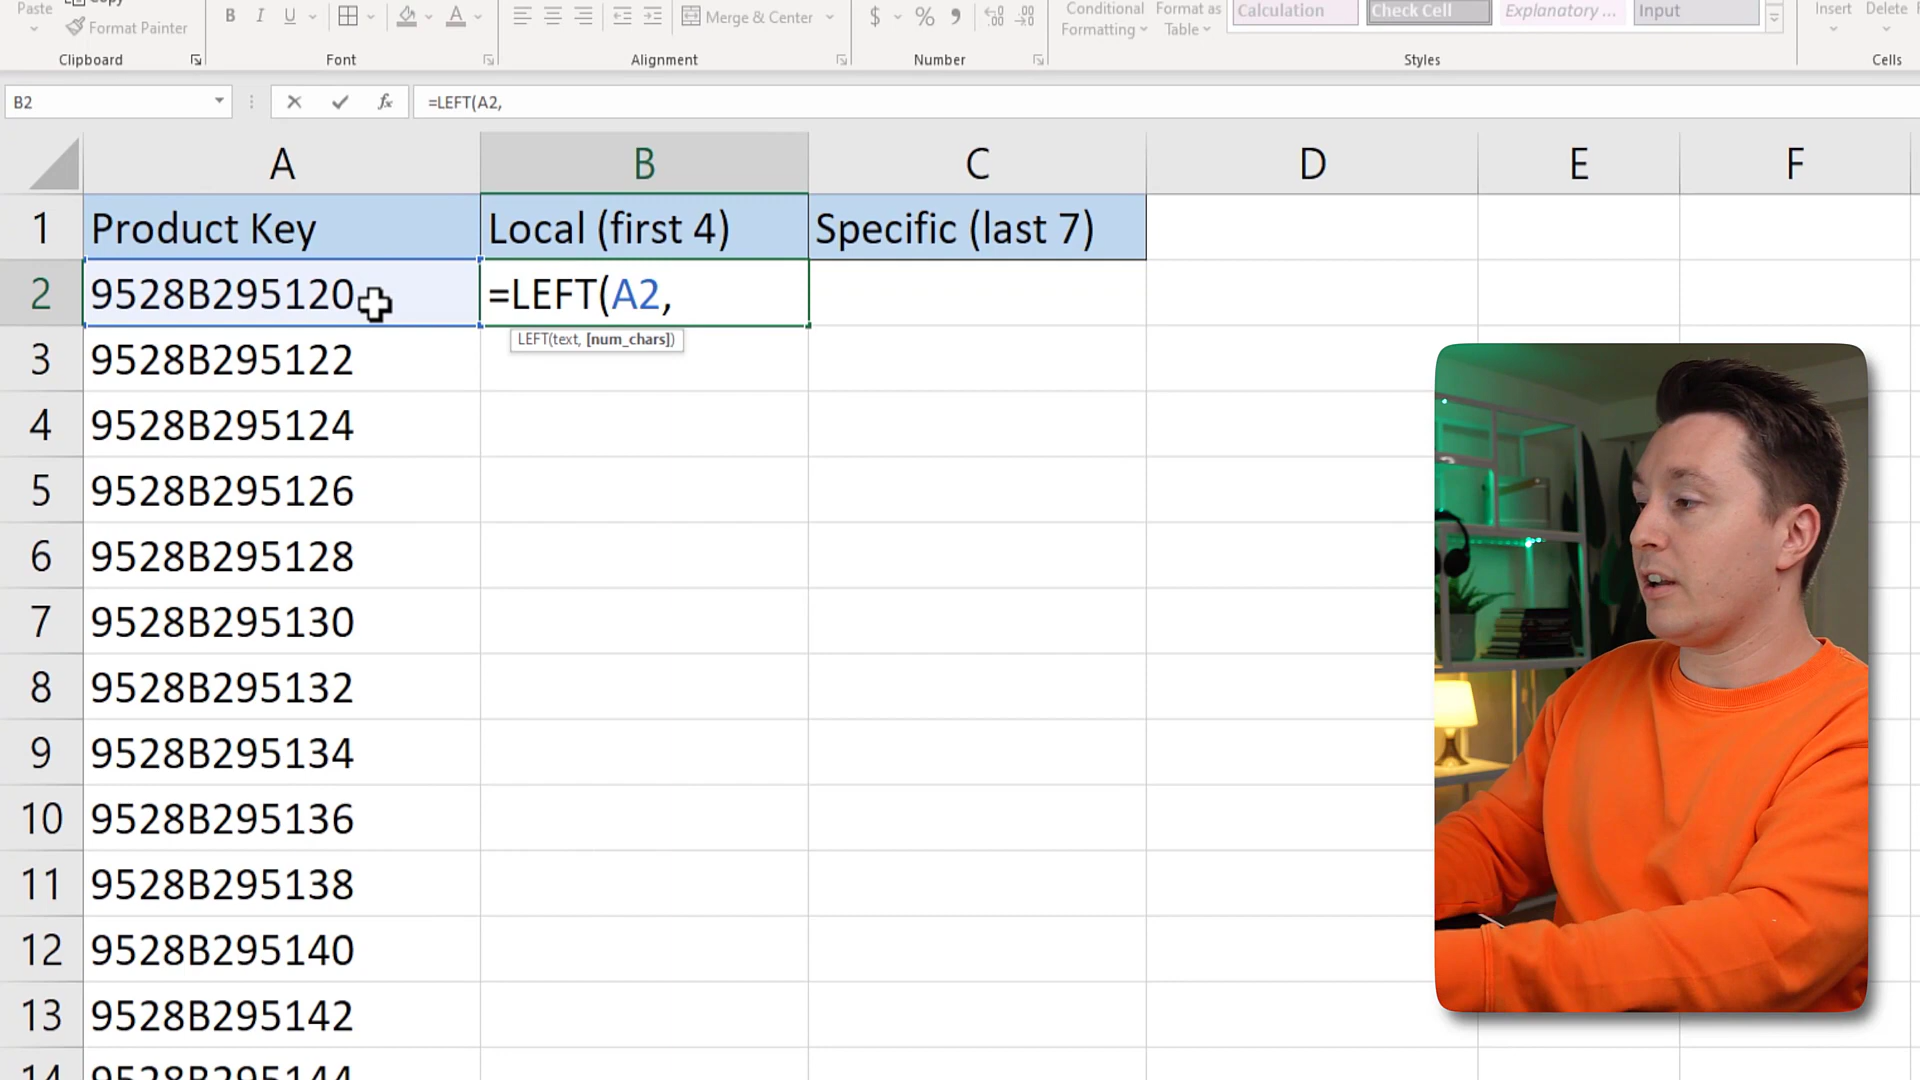 Paste
Copy
Format Painter
Clipboard
B I U
Font
A
Merge & Center
Alignment
$ % 9
Number
Conditional
Formatting
Format as
Table
Calculation
Check Cell
Explanatory ...
Input
Styles
Insert
Delete
Cells
B2
fx
=LEFT(A2,
A B C D E F
1 Product Key Local (first 4) Specific (last 7)
2 9528B295120 =LEFT(A2,
LEFT(text, [num_chars])
3 9528B295122
4 9528B295124
5 9528B295126
6 9528B295128
7 9528B295130
8 9528B295132
9 9528B295134
10 9528B295136
11 9528B295138
12 9528B295140
13 9528B295142
14 9528B295144